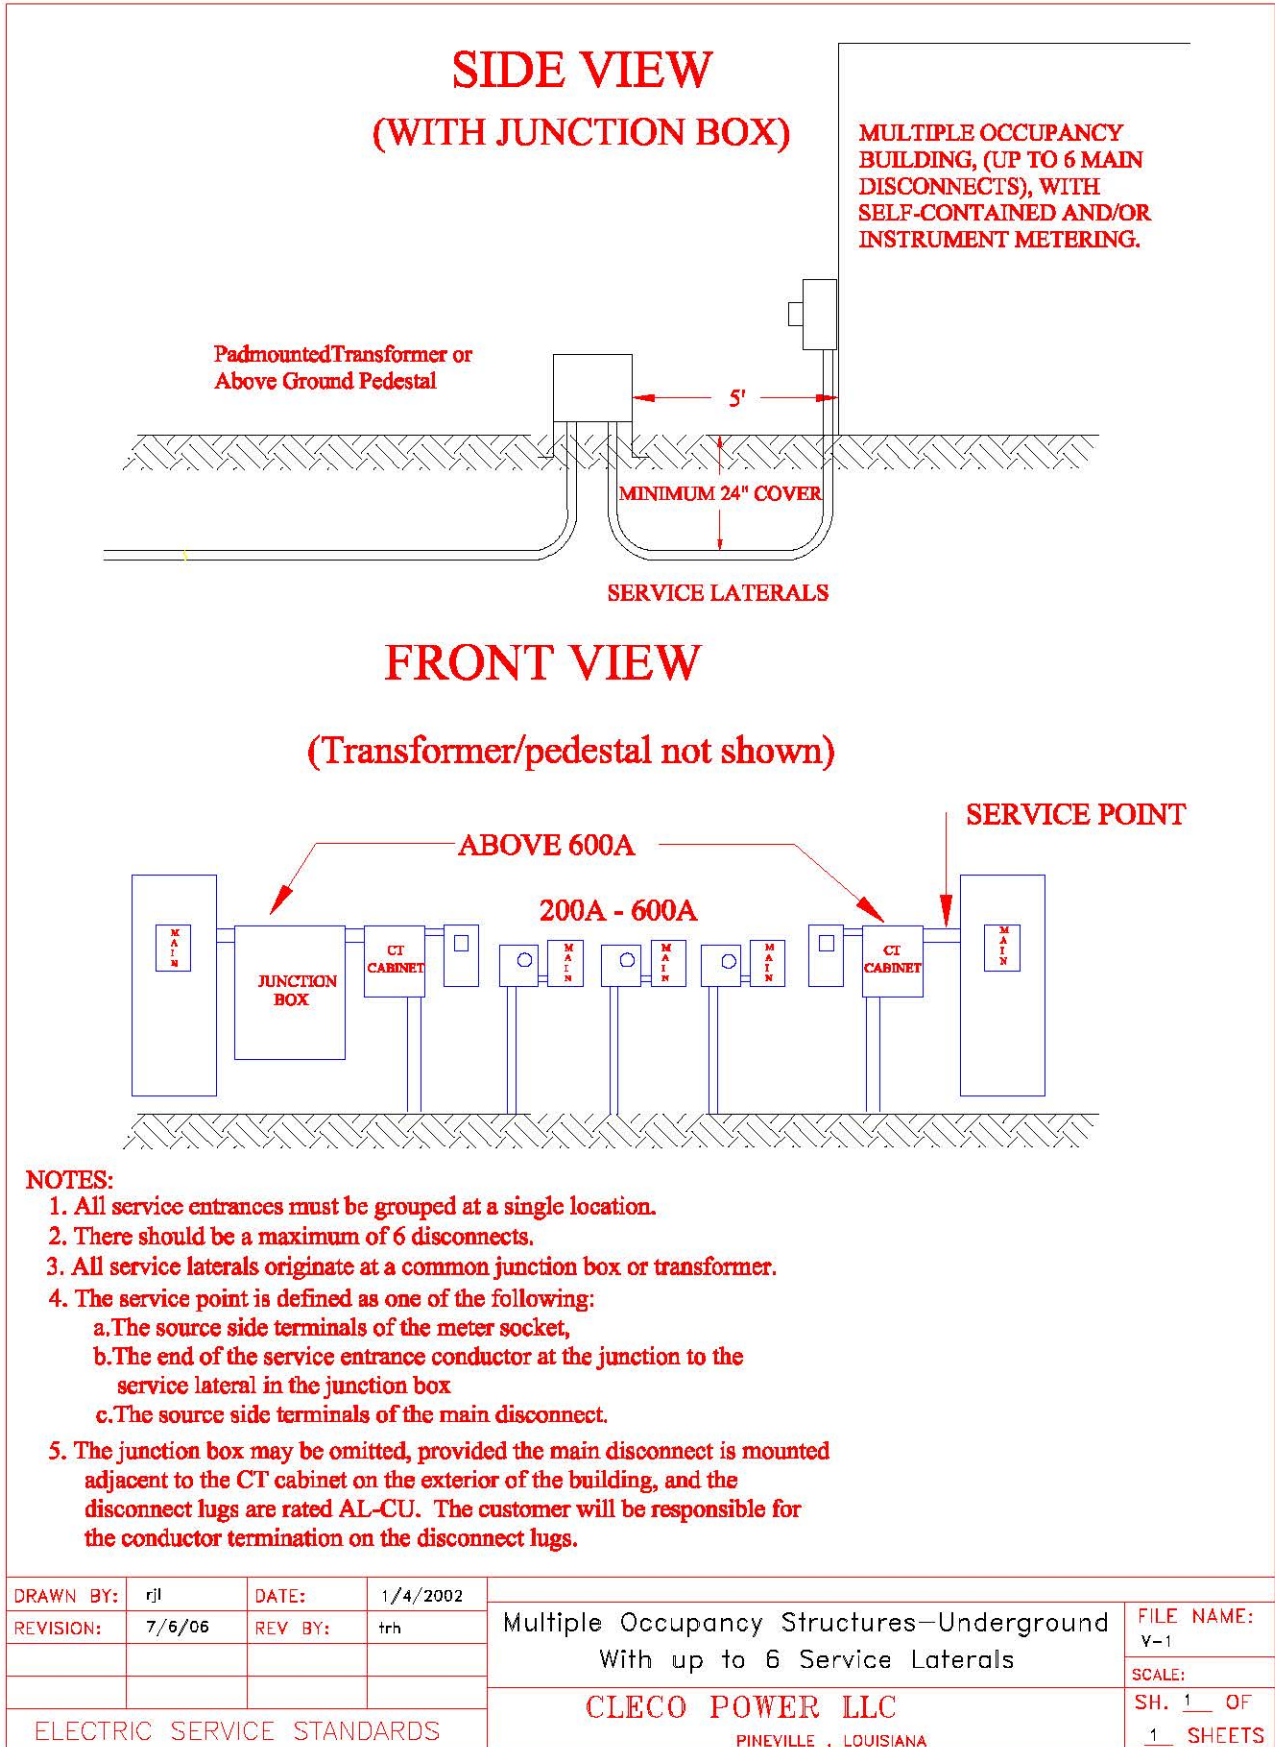 SIDE VIEW
(WITH JUNCTION BOX)
MULTIPLE OCCUPANCY
BUILDING, (UP TO 6 MAIN
DISCONNECTS), WITH
SELF-CONTAINED AND/OR
INSTRUMENT METERING.
PadmountedTransformer or
Above Ground Pedestal
5'
MINIMUM 24" COVER
SERVICE LATERALS
FRONT VIEW
(Transformer/pedestal not shown)
SERVICE POINT
ABOVE 600A
200A - 600A
MAIN
JUNCTION
BOX
CT
CABINET
MAIN
MAIN
MAIN
CT
CABINET
MAIN
NOTES:
1. All service entrances must be grouped at a single location.
2. There should be a maximum of 6 disconnects.
3. All service laterals originate at a common junction box or transformer.
4. The service point is defined as one of the following:
a.The source side terminals of the meter socket,
b.The end of the service entrance conductor at the junction to the
service lateral in the junction box
c.The source side terminals of the main disconnect.
5. The junction box may be omitted, provided the main disconnect is mounted
adjacent to the CT cabinet on the exterior of the building, and the
disconnect lugs are rated AL-CU. The customer will be responsible for
the conductor termination on the disconnect lugs.
DRAWN BY: rjl DATE: 1/4/2002
REVISION: 7/6/06 REV BY: trh
ELECTRIC SERVICE STANDARDS
Multiple Occupancy Structures-Underground
With up to 6 Service Laterals
CLECO POWER LLC
PINEVILLE , LOUISIANA
FILE NAME:
V-1
SCALE:
SH. 1 OF
1 SHEETS